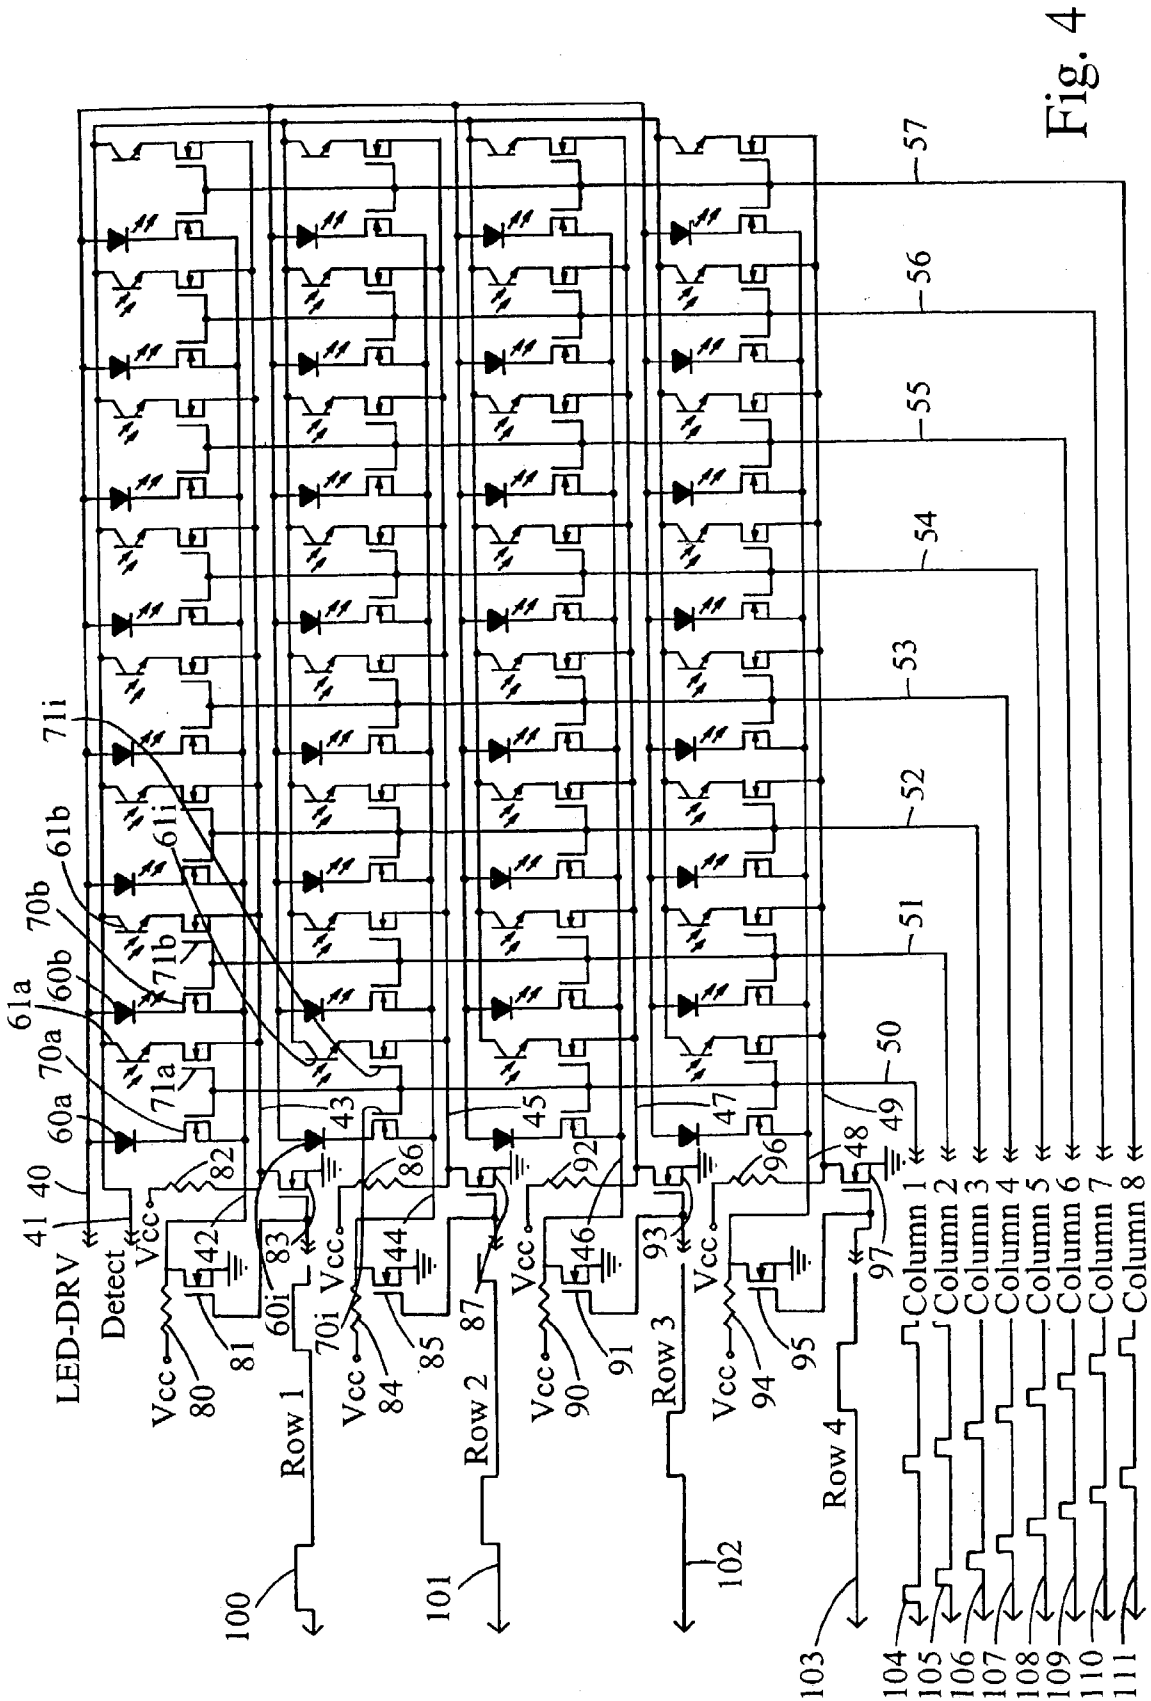 Fig. 4
LED-DRV
40
41
Detect
Vcc
82
60a
70a
61a
60b
70b
61b
71i
71a
71b
61i
Vcc
80
81
42
43
83
60i
70i
Row 1
100
Vcc
86
Vcc
84
85
44
45
87
Row 2
101
Vcc
92
Vcc
90
91
46
47
93
Row 3
102
Vcc
96
Vcc
94
95
48
49
97
Row 4
103
50
51
52
53
54
55
56
57
104
Column 1
105
Column 2
106
Column 3
107
Column 4
108
Column 5
109
Column 6
110
Column 7
111
Column 8